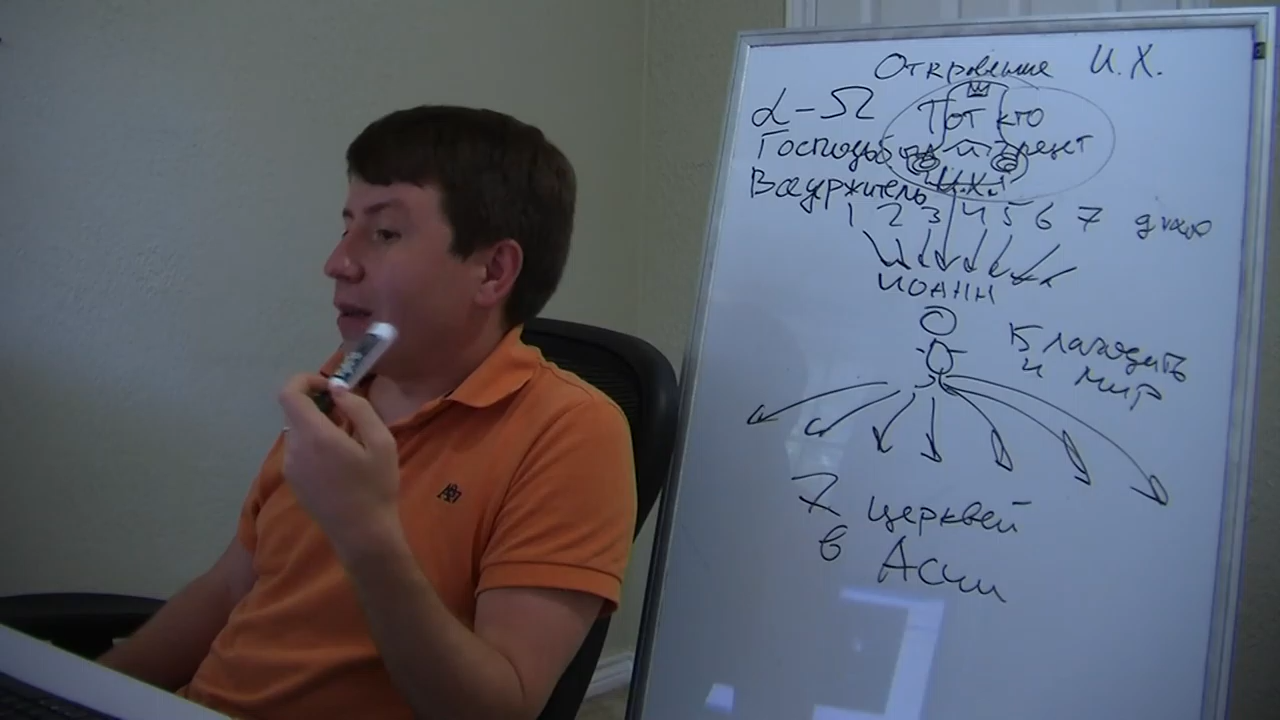 Откровение И.Х.
α – Ω Тот кто
Господь и грядет
Вседержитель И.Х.
1 2 3 4 5 6 7 духов
ИОАНН
Благодать
и мир
7 церквей
в Асии